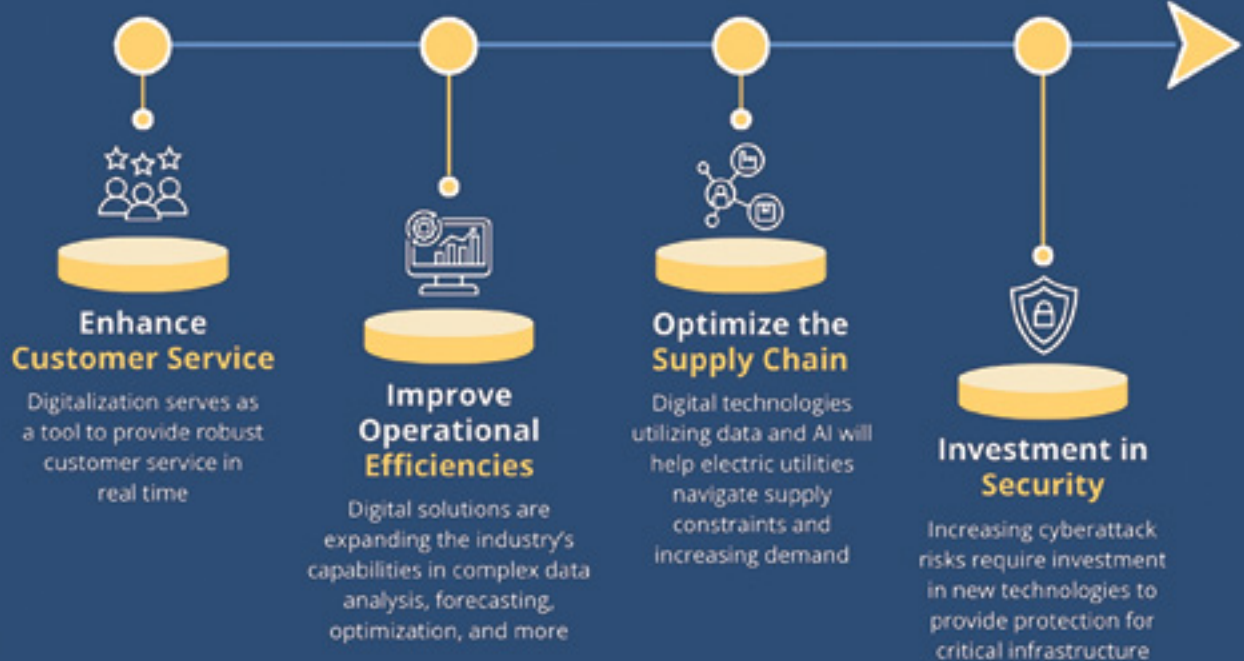 Enhance
Customer Service
Digitalization serves as
a tool to provide robust
customer service in
real time
Improve
Operational
Efficiencies
Digital solutions are
expanding the industry's
capabilities in complex data
analysis, forecasting,
optimization, and more
Optimize the
Supply Chain
Digital technologies
utilizing data and AI will
help electric utilities
navigate supply
constraints and
increasing demand
Investment in
Security
Increasing cyberattack
risks require investment
in new technologies to
provide protection for
critical infrastructure